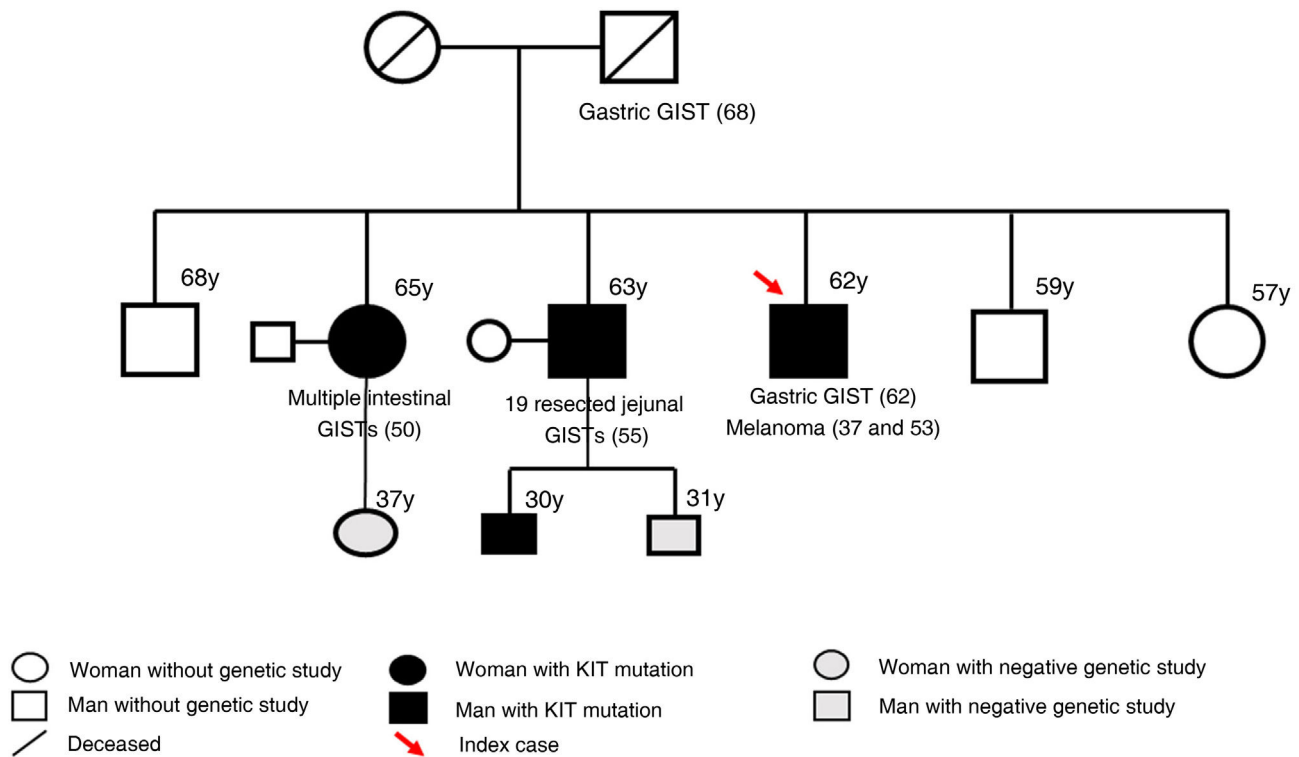 Gastric GIST (68)
68y
65y
63y
62y
59y
57y
Multiple intestinal
GISTs (50)
19 resected jejunal
GISTs (55)
Gastric GIST (62)
Melanoma (37 and 53)
37y
30y
31y
Woman without genetic study
Man without genetic study
Deceased
Woman with KIT mutation
Man with KIT mutation
Index case
Woman with negative genetic study
Man with negative genetic study